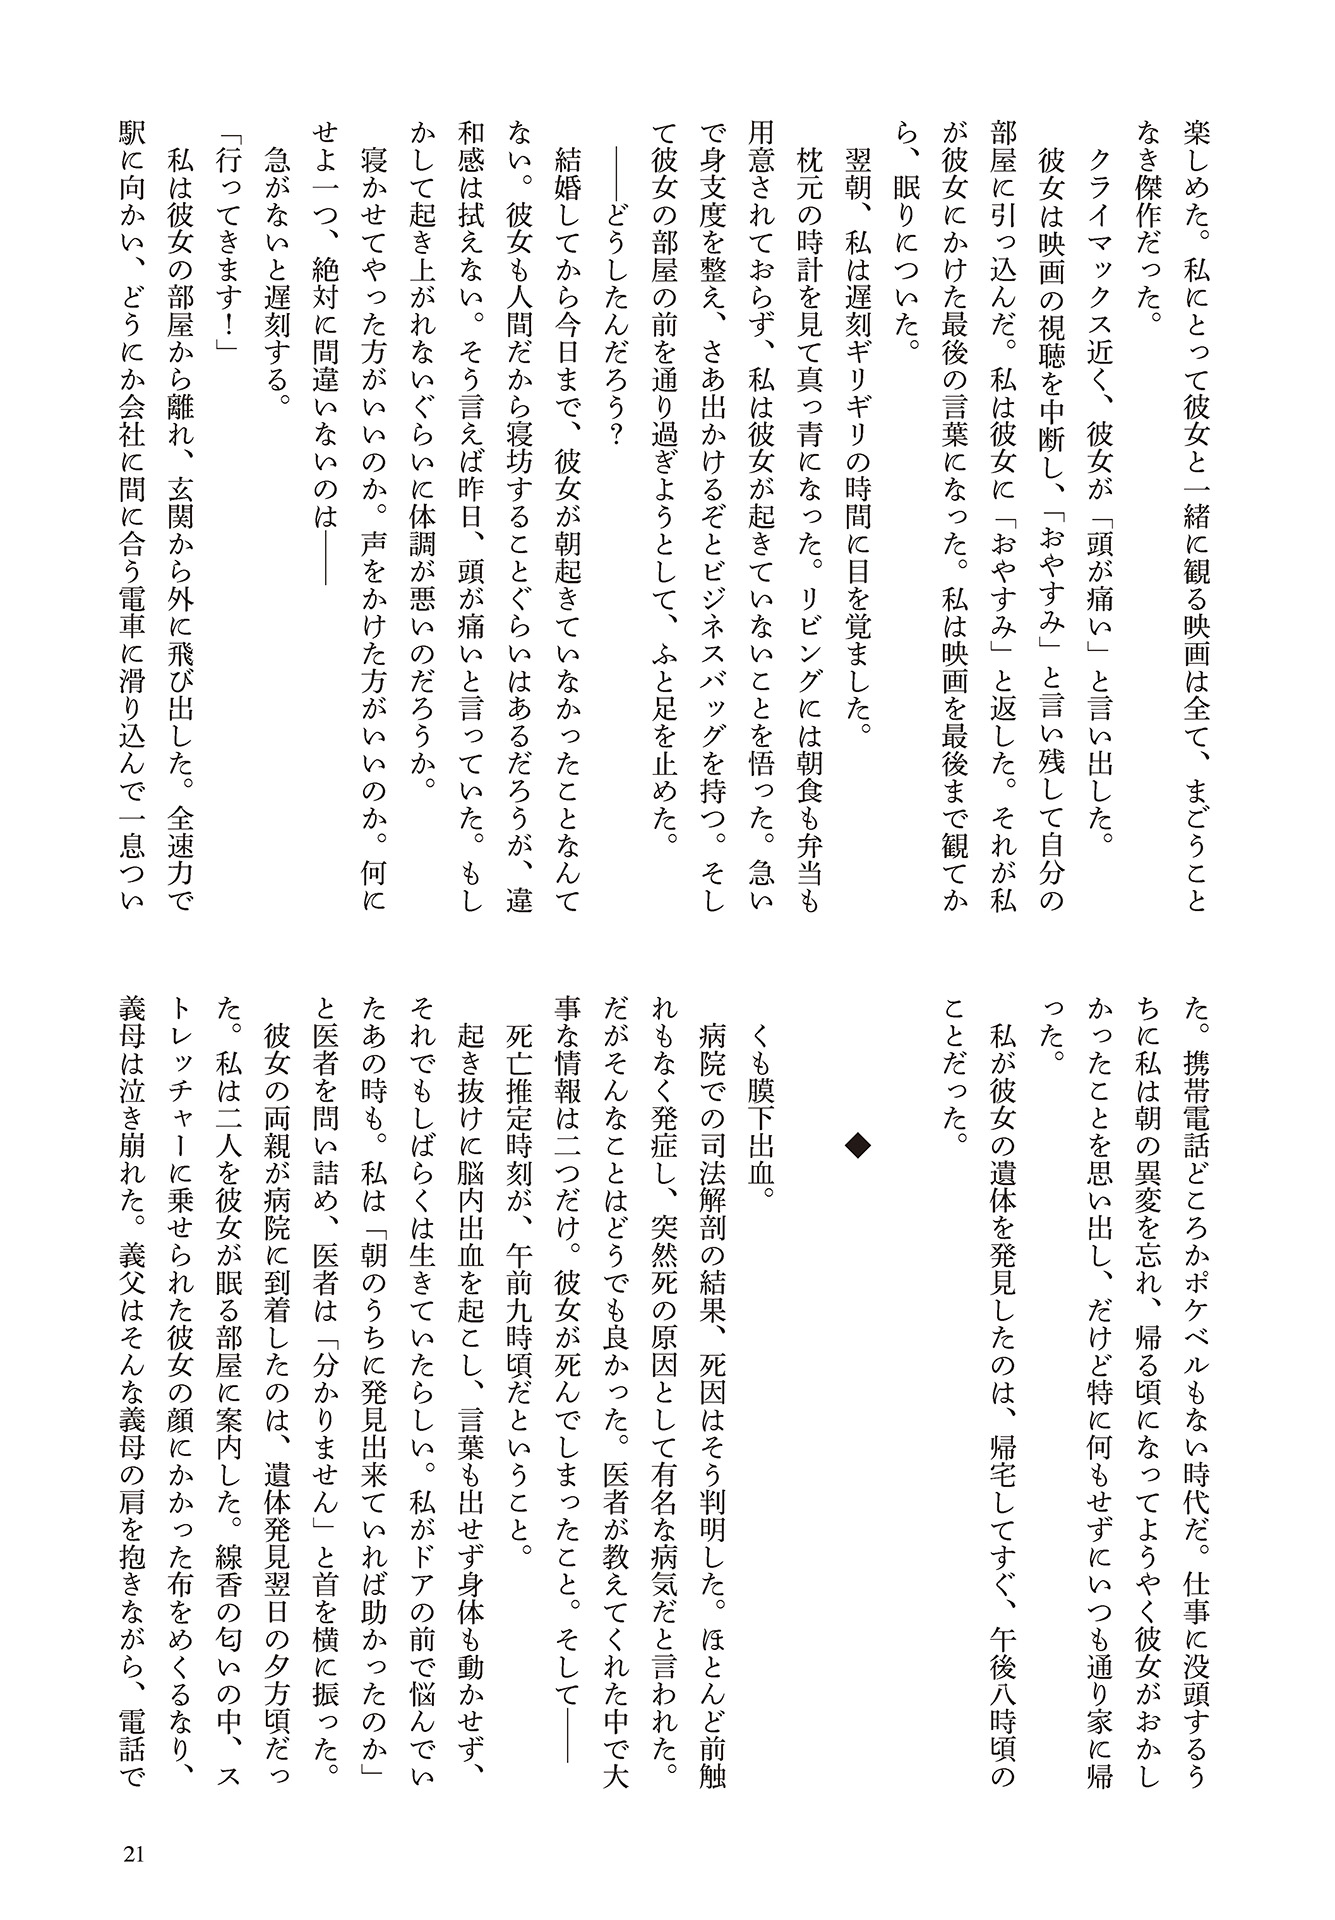 楽しめた。私にとって彼女と一緒に観る映画は全て、まごうこと
なき傑作だった。
　クライマックス近く、彼女が「頭が痛い」と言い出した。
　彼女は映画の視聴を中断し、「おやすみ」と言い残して自分の
部屋に引っ込んだ。私は彼女に「おやすみ」と返した。それが私
が彼女にかけた最後の言葉になった。私は映画を最後まで観てか
ら、眠りについた。
　翌朝、私は遅刻ギリギリの時間に目を覚ました。
　枕元の時計を見て真っ青になった。リビングには朝食も弁当も
用意されておらず、私は彼女が起きていないことを悟った。急い
で身支度を整え、さあ出かけるぞとビジネスバッグを持つ。そし
て彼女の部屋の前を通り過ぎようとして、ふと足を止めた。
　――どうしたんだろう？
　結婚してから今日まで、彼女が朝起きていなかったことなんて
ない。彼女も人間だから寝坊することぐらいはあるだろうが、違
和感は拭えない。そう言えば昨日、頭が痛いと言っていた。もし
かして起き上がれないぐらいに体調が悪いのだろうか。
　寝かせてやった方がいいのか。声をかけた方がいいのか。何に
せよ一つ、絶対に間違いないのは――
　急がないと遅刻する。
「行ってきます！」
　私は彼女の部屋から離れ、玄関から外に飛び出した。全速力で
駅に向かい、どうにか会社に間に合う電車に滑り込んで一息つい
た。携帯電話どころかポケベルもない時代だ。仕事に没頭するう
ちに私は朝の異変を忘れ、帰る頃になってようやく彼女がおかし
かったことを思い出し、だけど特に何もせずにいつも通り家に帰
った。
　私が彼女の遺体を発見したのは、帰宅してすぐ、午後八時頃の
ことだった。
◆
　くも膜下出血。
　病院での司法解剖の結果、死因はそう判明した。ほとんど前触
れもなく発症し、突然死の原因として有名な病気だと言われた。
だがそんなことはどうでも良かった。医者が教えてくれた中で大
事な情報は二つだけ。彼女が死んでしまったこと。そして――
　死亡推定時刻が、午前九時頃だということ。
　起き抜けに脳内出血を起こし、言葉も出せず身体も動かせず、
それでもしばらくは生きていたらしい。私がドアの前で悩んでい
たあの時も。私は「朝のうちに発見出来ていれば助かったのか」
と医者を問い詰め、医者は「分かりません」と首を横に振った。
　彼女の両親が病院に到着したのは、遺体発見翌日の夕方頃だっ
た。私は二人を彼女が眠る部屋に案内した。線香の匂いの中、ス
トレッチャーに乗せられた彼女の顔にかかった布をめくるなり、
義母は泣き崩れた。義父はそんな義母の肩を抱きながら、電話で
21